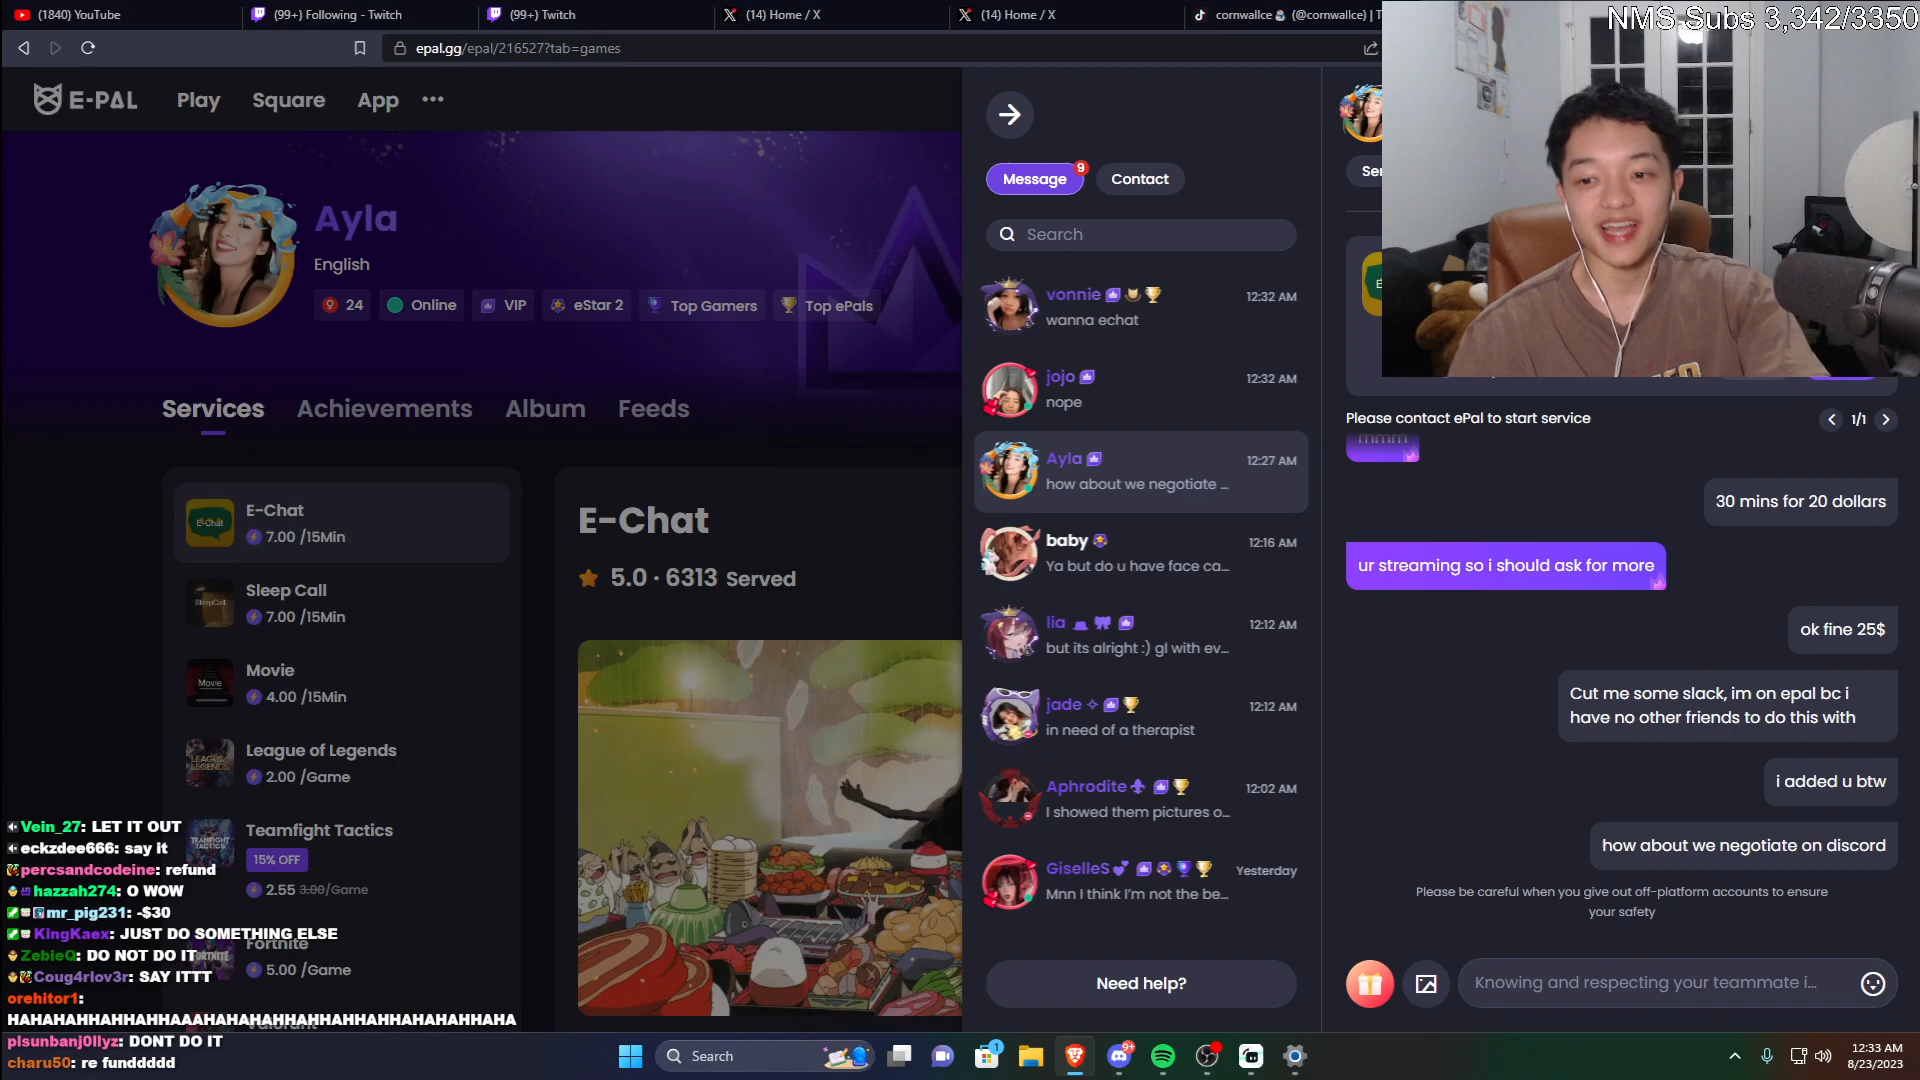 (1840) YouTube
(99+) Following - Twitch
(99+) Twitch
(14) Home / X
(14) Home / X
cornwallce (@cornwallce) | T
NMS Subs 3,342/3350
epal.gg/epal/216527?tab=games
E-PAL
Play
Square
App
Ayla
English
24
Online
VIP
eStar 2
Top Gamers
Top ePals
Services
Achievements
Album
Feeds
E-Chat
7.00 /15Min
Sleep Call
7.00 /15Min
Movie
4.00 /15Min
League of Legends
2.00 /Game
Teamfight Tactics
15% OFF
2.55 3.00/Game
Fortnite
5.00 /Game
Valorant
E-Chat
5.0 · 6313 Served
Message
9
Contact
Search
vonnie
12:32 AM
wanna echat
jojo
12:32 AM
nope
Ayla
12:27 AM
how about we negotiate ...
baby
12:16 AM
Ya but do u have face ca...
lia
12:12 AM
but its alright :) gl with ev...
jade
12:12 AM
in need of a therapist
Aphrodite
12:02 AM
I showed them pictures o...
GiselleS
Yesterday
Mnn I think I'm not the be...
Need help?
Ser
Please contact ePal to start service
1/1
mmm
30 mins for 20 dollars
ur streaming so i should ask for more
ok fine 25$
Cut me some slack, im on epal bc i
have no other friends to do this with
i added u btw
how about we negotiate on discord
Please be careful when you give out off-platform accounts to ensure
your safety
Knowing and respecting your teammate i...
Vein_27: LET IT OUT
eckzdee666: say it
percsandcodeine: refund
hazzah274: O WOW
mr_pig231: -$30
KingKaex: JUST DO SOMETHING ELSE
ZebieQ: DO NOT DO IT
Coug4rlov3r: SAY ITTT
orehitor1:
HAHAHAHHAHHAHHAAAHAHAHAHHAHHAHHAHHAHAHAHHAHA
plsunbanj0llyz: DONT DO IT
charu50: re funddddd
Search
1
9+
12:33 AM
8/23/2023